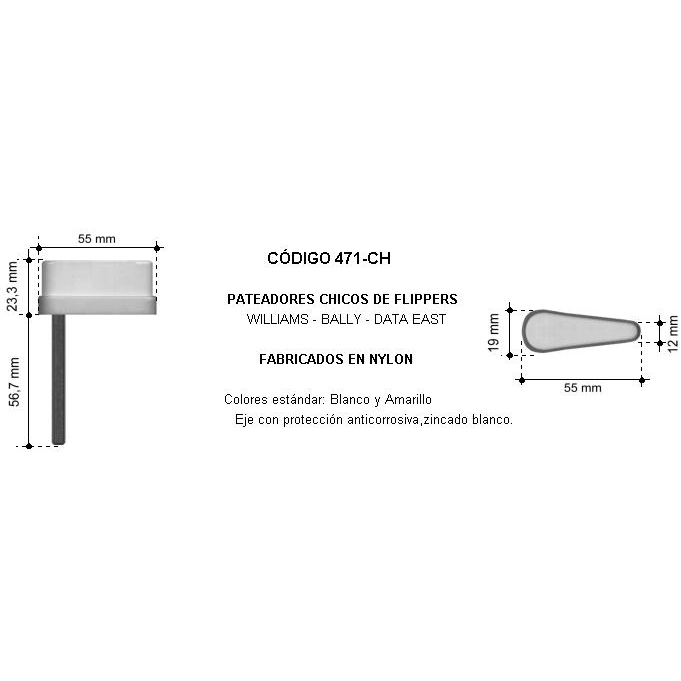 55 mm
23,3 mm
56,7 mm
CÓDIGO 471-CH
PATEADORES CHICOS DE FLIPPERS
WILLIAMS - BALLY - DATA EAST
FABRICADOS EN NYLON
Colores estándar: Blanco y Amarillo
Eje con protección anticorrosiva,zincado blanco.
19 mm
12 mm
55 mm